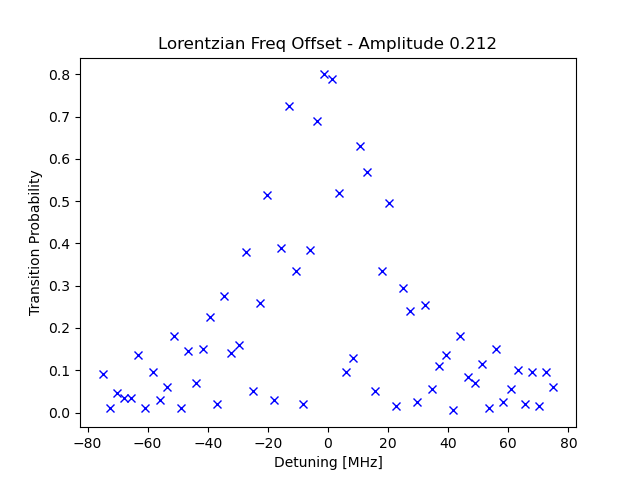 Lorentzian Freq Offset - Amplitude 0.212
Transition Probability
0.8
0.7
0.6
0.5
0.4
0.3
0.2
0.1
0.0
−80 −60 −40 −20 0 20 40 60 80
Detuning [MHz]